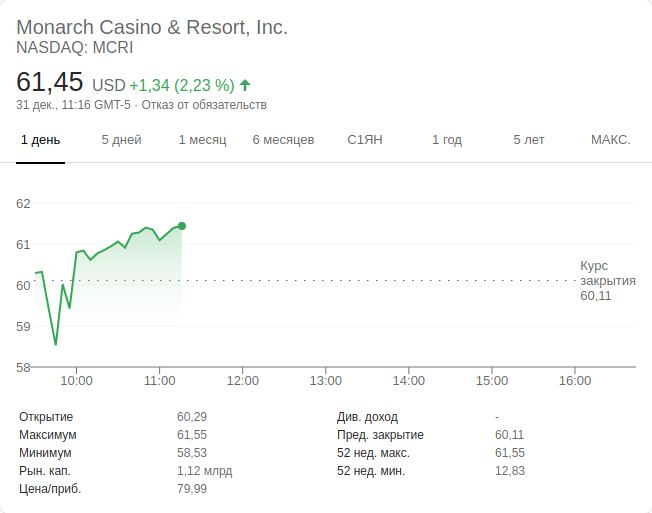 Monarch Casino & Resort, Inc.
NASDAQ: MCRI
61,45 USD +1,34 (2,23 %)
31 дек., 11:16 GMT-5 · Отказ от обязательств
1 день 5 дней 1 месяц 6 месяцев С1ЯН 1 год 5 лет МАКС.
62
61
60
59
58
Курс
закрытия
60,11
10:00 11:00 12:00 13:00 14:00 15:00 16:00
Открытие 60,29 Див. доход -
Максимум 61,55 Пред. закрытие 60,11
Минимум 58,53 52 нед. макс. 61,55
Рын. кап. 1,12 млрд 52 нед. мин. 12,83
Цена/приб. 79,99